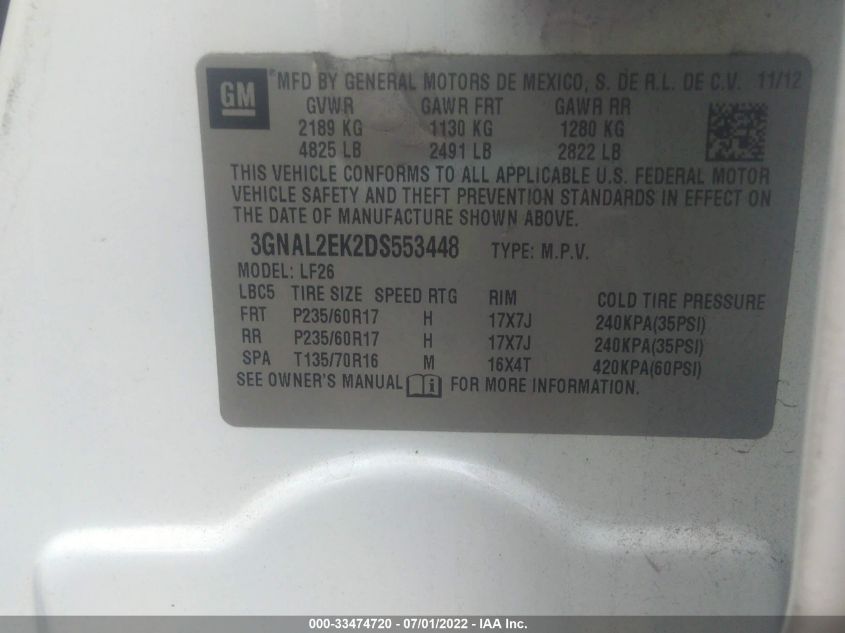 GM
MFD BY GENERAL MOTORS DE MEXICO, S. DE R.L. DE C.V. 11/12
GVWR GAWR FRT GAWR RR
2189 KG 1130 KG 1280 KG
4825 LB 2491 LB 2822 LB
THIS VEHICLE CONFORMS TO ALL APPLICABLE U.S. FEDERAL MOTOR
VEHICLE SAFETY AND THEFT PREVENTION STANDARDS IN EFFECT ON
THE DATE OF MANUFACTURE SHOWN ABOVE.
3GNAL2EK2DS553448 TYPE: M.P.V.
MODEL: LF26
LBC5 TIRE SIZE SPEED RTG RIM COLD TIRE PRESSURE
FRT P235/60R17 H 17X7J 240KPA(35PSI)
RR P235/60R17 H 17X7J 240KPA(35PSI)
SPA T135/70R16 M 16X4T 420KPA(60PSI)
SEE OWNER'S MANUAL FOR MORE INFORMATION.
000-33474720 - 07/01/2022 - IAA Inc.